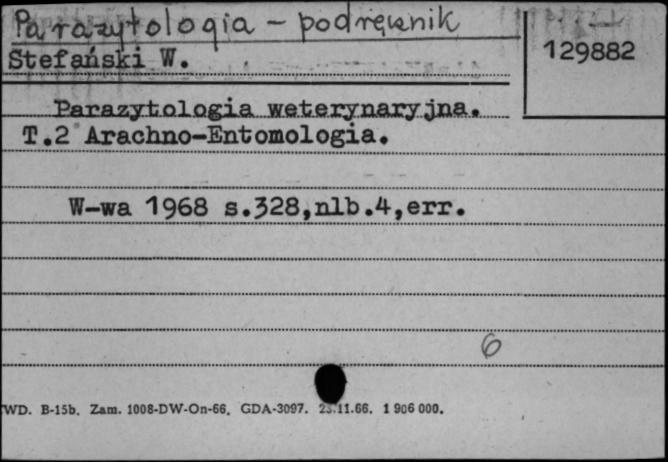 Parazytologia - podręcznik
129882
Stefański W.
Parazytologia weterynaryjna.
T.2 Arachno-Entomologia.
W-wa 1968 s.328,nlb.4,err.
6
WD. B-15b. Zam. 1008-DW-On-66. GDA-3097. 23.11.66. 1 906 000.